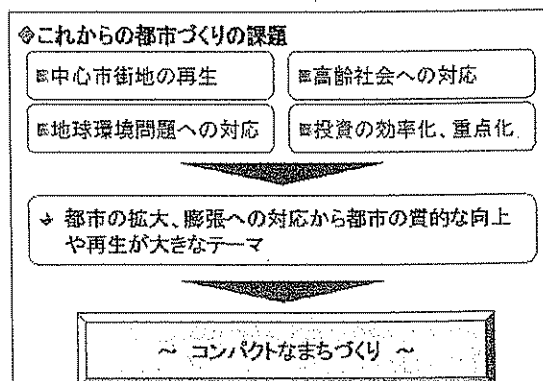 これからの都市づくりの課題
中心市街地の再生
高齢社会への対応
地球環境問題への対応
投資の効率化、重点化
都市の拡大、膨張への対応から都市の質的な向上
や再生が大きなテーマ
～ コンパクトなまちづくり ～